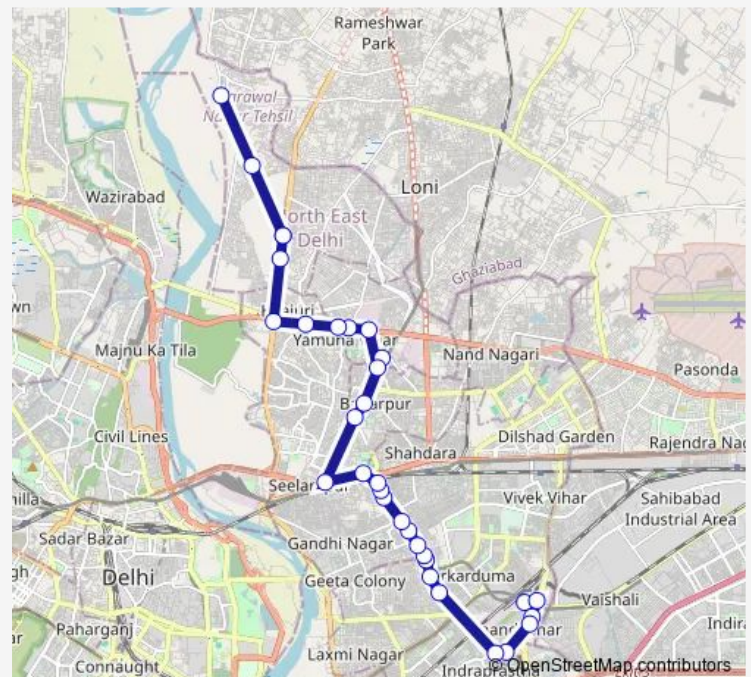 Rameshwar
Park
Wazirabad
Loni
North East
Delhi
Ghaziabad
Majnu Ka Tila
Nand Nagari
Pasonda
Civil Lines
Dilshad Garden
Rajendra Nag
Shahdara
Vivek Vihar
Sahibabad
Industrial Area
Sadar Bazar
Gandhi Nagar
Delhi
Geeta Colony
Vaishali
Paharganj
Laxmi Nagar
Connaught
© OpenStreetMap contributors